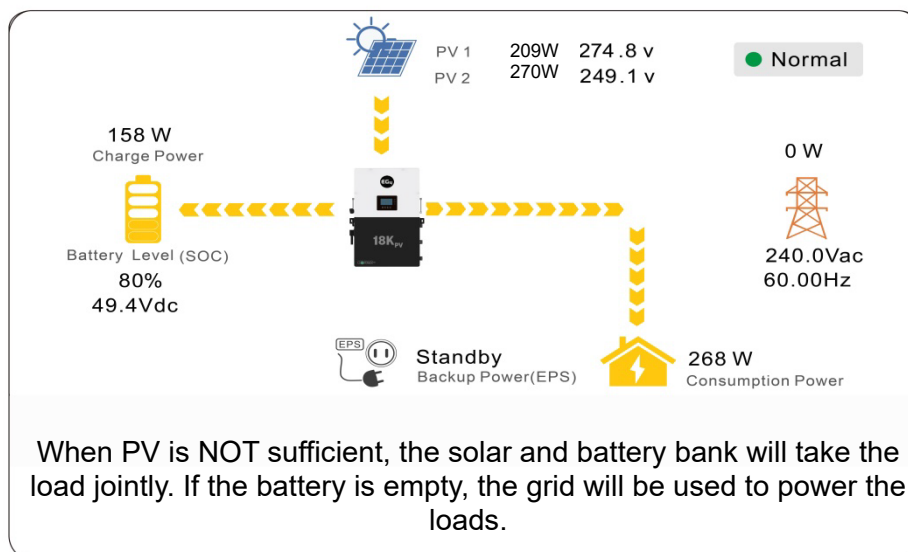 PV 1 209W 274.8 v
PV 2 270W 249.1 v
Normal
158 W
Charge Power
0 W
EG4
18KPV
Battery Level (SOC)
80%
49.4Vdc
240.0Vac
60.00Hz
EPS
Standby
Backup Power(EPS)
268 W
Consumption Power
When PV is NOT sufficient, the solar and battery bank will take the
load jointly. If the battery is empty, the grid will be used to power the
loads.